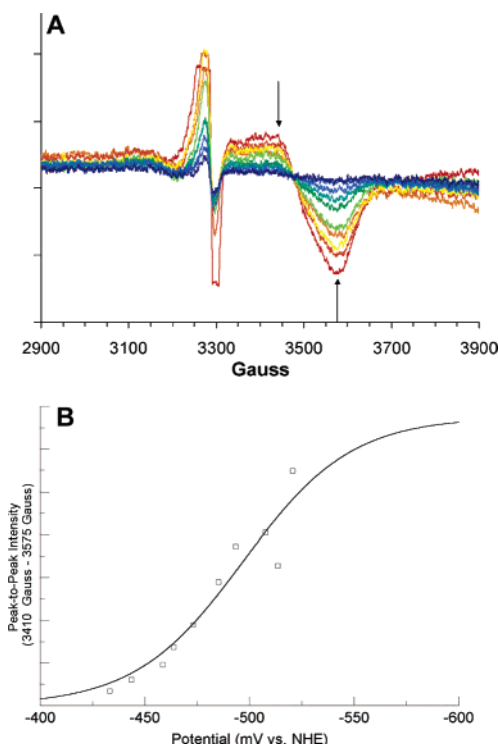 A
2900
3100
3300
3500
3700
3900
Gauss
B
Peak-to-Peak Intensity
(3410 Gauss - 3575 Gauss)
-400
-450
-500
-550
-600
Potential (mV vs. NHE)